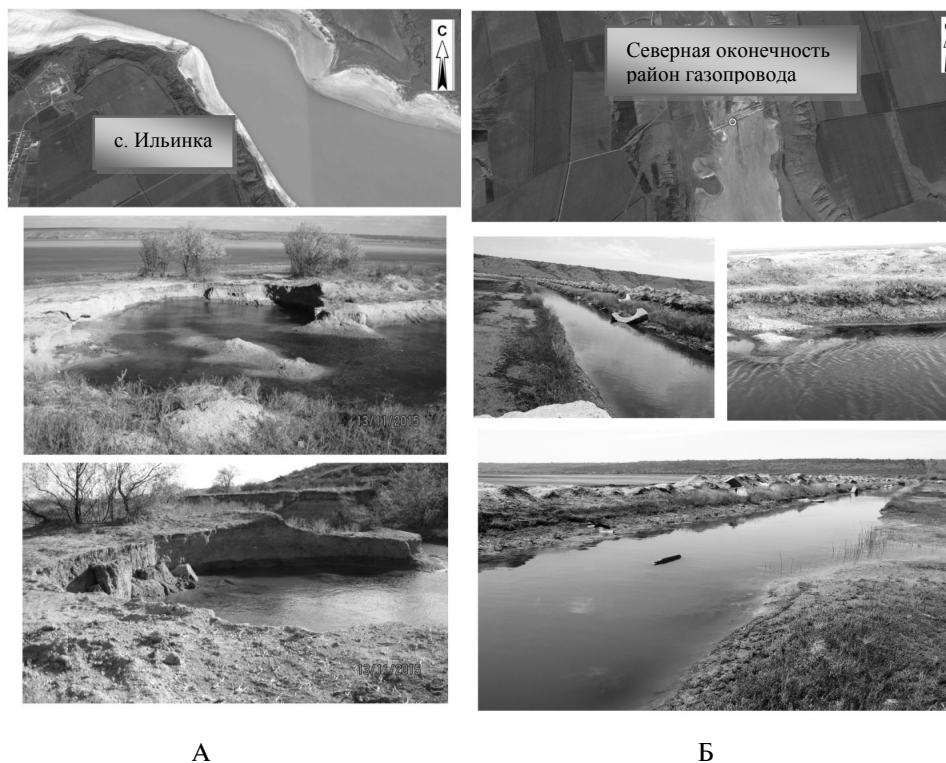 С
с. Ильинка
Северная оконечность
район газопровода
13/11/2015
13/11/2015
А
Б